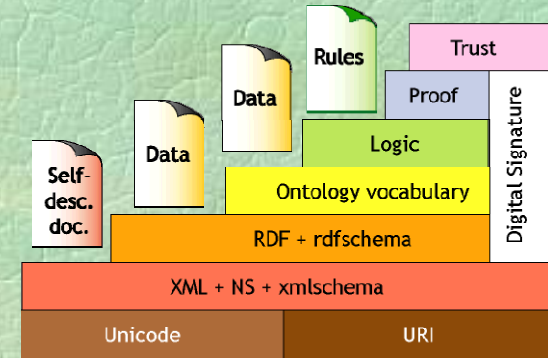 Rules
Trust
Data
Proof
Data
Logic
Self-
desc.
doc.
Ontology vocabulary
Digital Signature
RDF + rdfschema
XML + NS + xmlschema
Unicode
URI